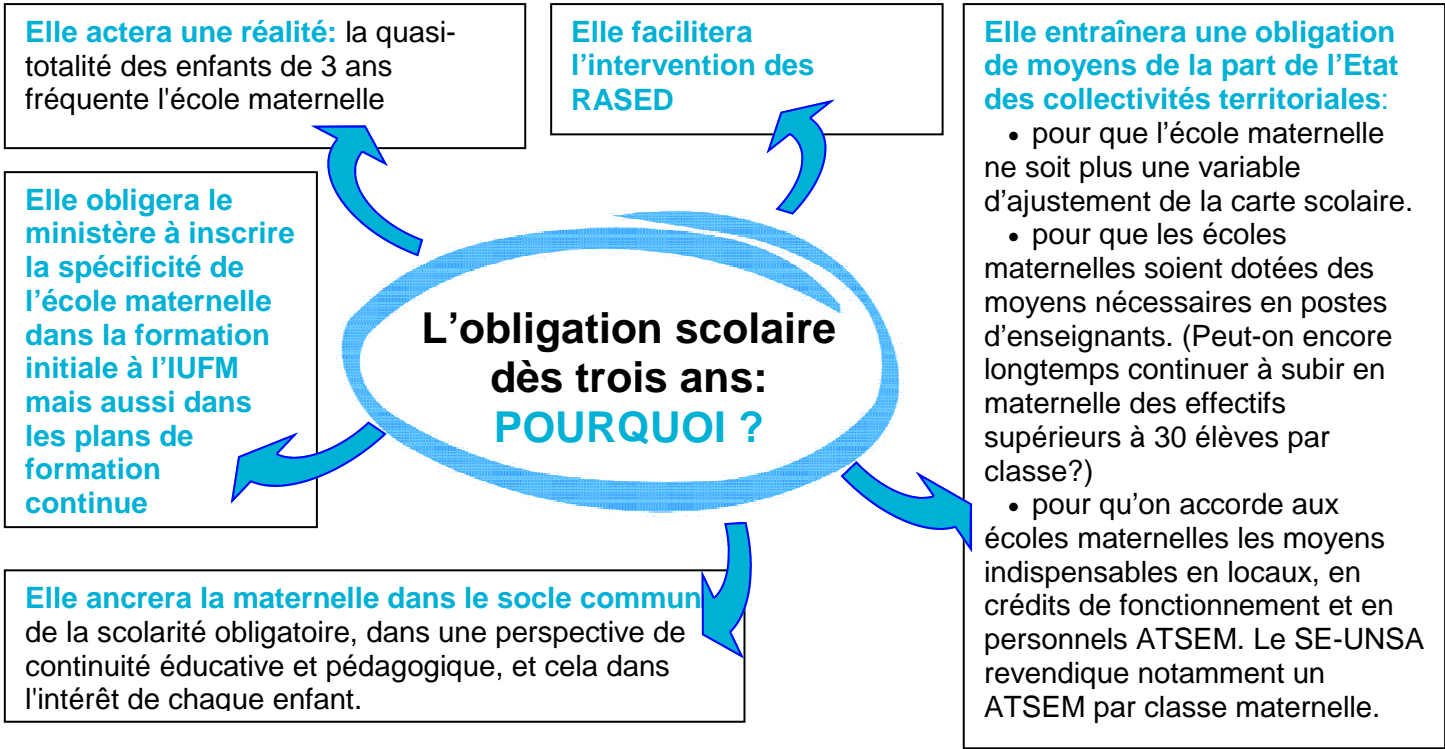 Elle actera une réalité: la quasi-
totalité des enfants de 3 ans
fréquente l'école maternelle
Elle facilitera
l’intervention des
RASED
Elle entraînera une obligation
de moyens de la part de l’Etat
des collectivités territoriales:
• pour que l’école maternelle
ne soit plus une variable
d’ajustement de la carte scolaire.
• pour que les écoles
maternelles soient dotées des
moyens nécessaires en postes
d’enseignants. (Peut-on encore
longtemps continuer à subir en
maternelle des effectifs
supérieurs à 30 élèves par
classe?)
• pour qu’on accorde aux
écoles maternelles les moyens
indispensables en locaux, en
crédits de fonctionnement et en
personnels ATSEM. Le SE-UNSA
revendique notamment un
ATSEM par classe maternelle.
Elle obligera le
ministère à inscrire
la spécificité de
l’école maternelle
dans la formation
initiale à l’IUFM
mais aussi dans
les plans de
formation
continue
L’obligation scolaire
dès trois ans:
POURQUOI ?
Elle ancrera la maternelle dans le socle commun
de la scolarité obligatoire, dans une perspective de
continuité éducative et pédagogique, et cela dans
l'intérêt de chaque enfant.